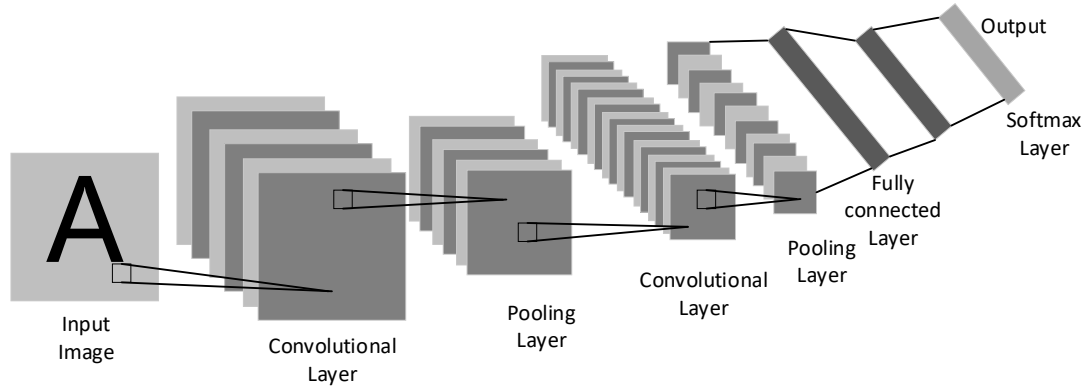 A
Input
Image
Convolutional
Layer
Pooling
Layer
Convolutional
Layer
Pooling
Layer
Fully
connected
Layer
Output
Softmax
Layer